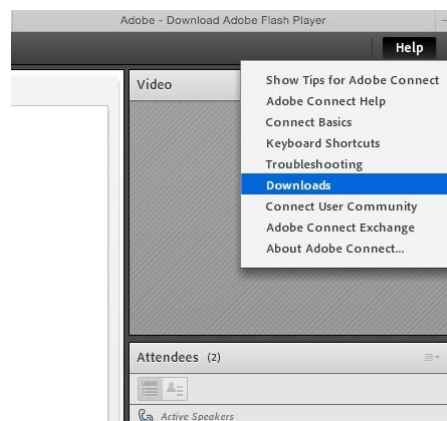 Adobe - Download Adobe Flash Player
Help
Video
Show Tips for Adobe Connect
Adobe Connect Help
Connect Basics
Keyboard Shortcuts
Troubleshooting
Downloads
Connect User Community
Adobe Connect Exchange
About Adobe Connect...
Attendees (2)
Active Speakers